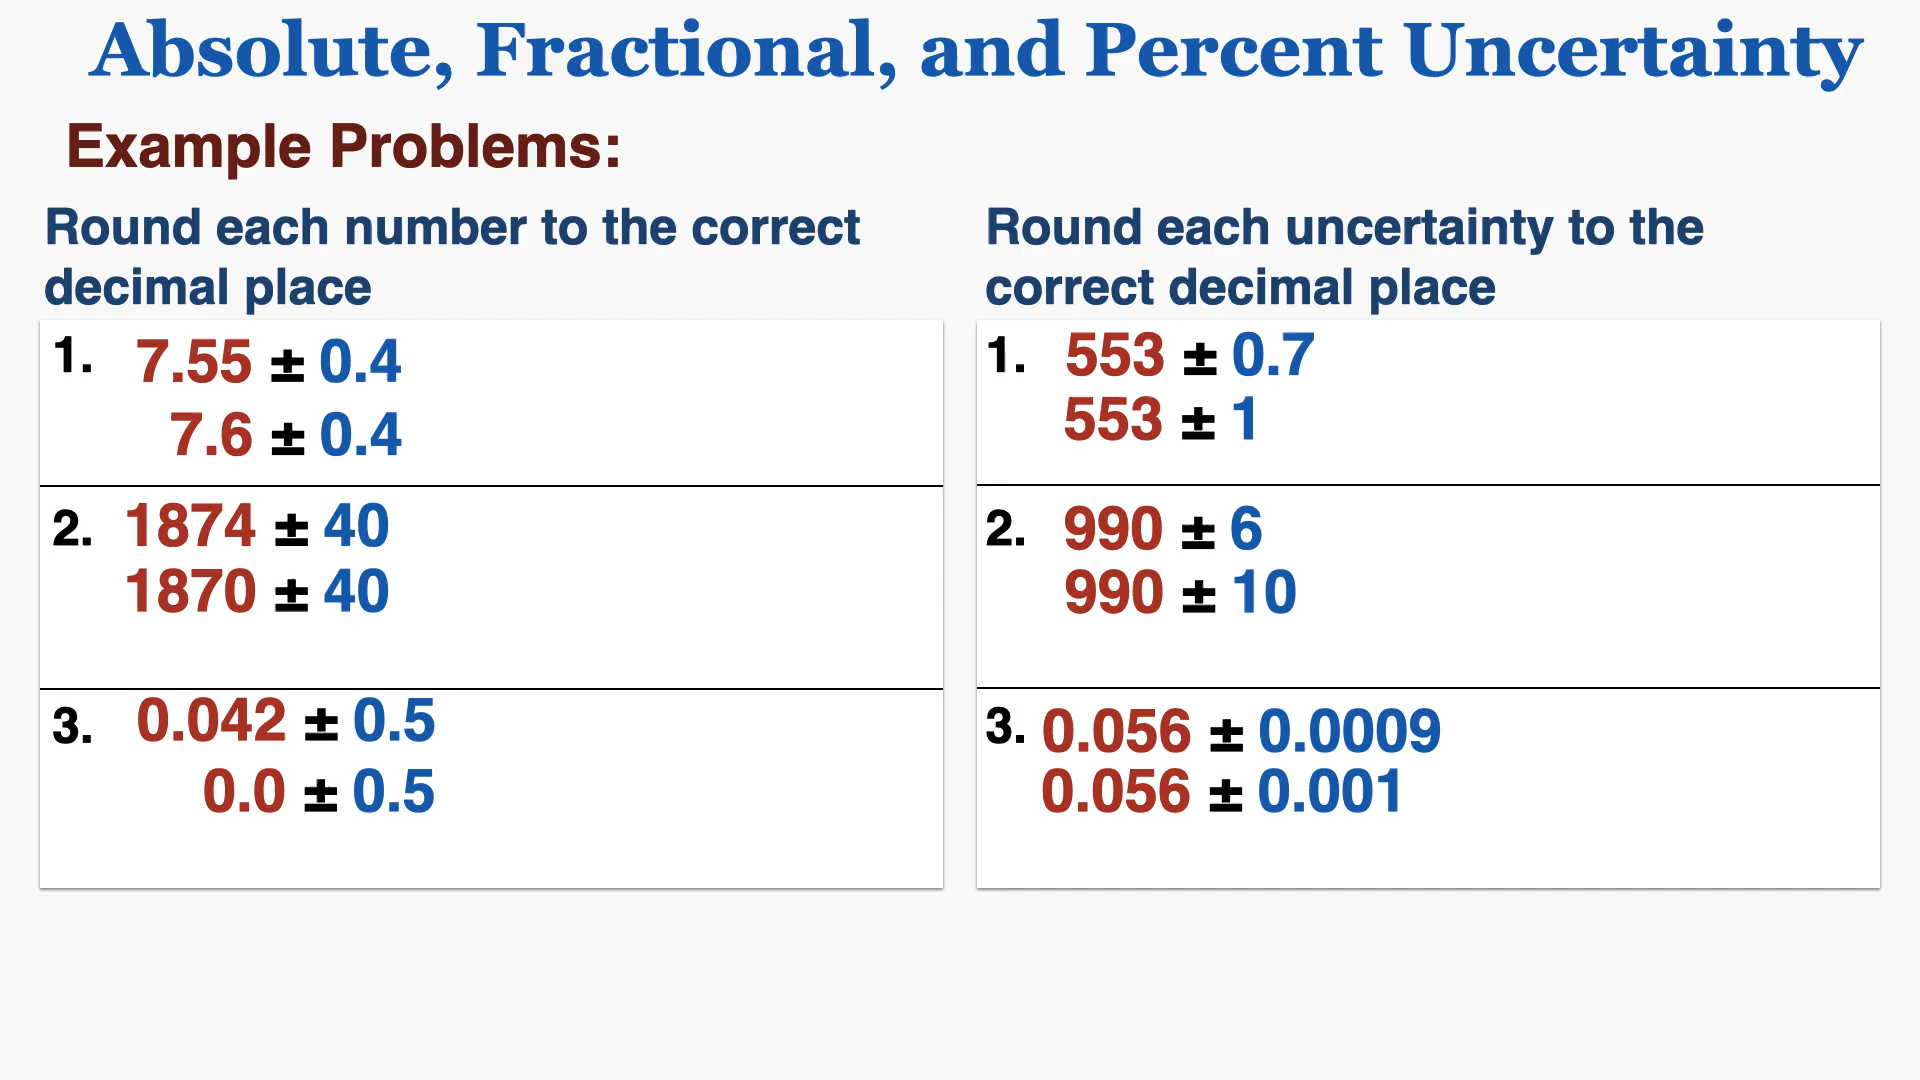 Absolute, Fractional, and Percent Uncertainty
Example Problems:
Round each number to the correct
decimal place
1. 7.55 ± 0.4
7.6 ± 0.4
2. 1874 ± 40
1870 ± 40
3. 0.042 ± 0.5
0.0 ± 0.5
Round each uncertainty to the
correct decimal place
1. 553 ± 0.7
553 ± 1
2. 990 ± 6
990 ± 10
3. 0.056 ± 0.0009
0.056 ± 0.001